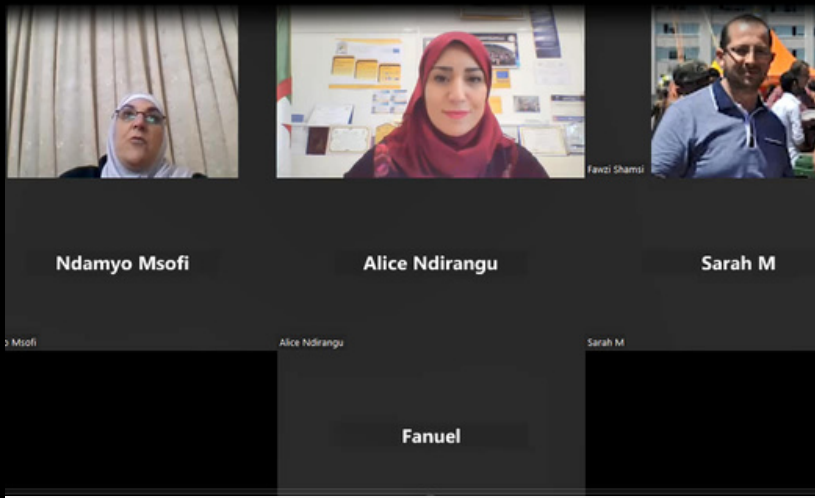 Fawzi Shamsi
Ndamyo Msofi
Alice Ndirangu
Sarah M
o Msofi
Alice Ndirangu
Sarah M
Fanuel